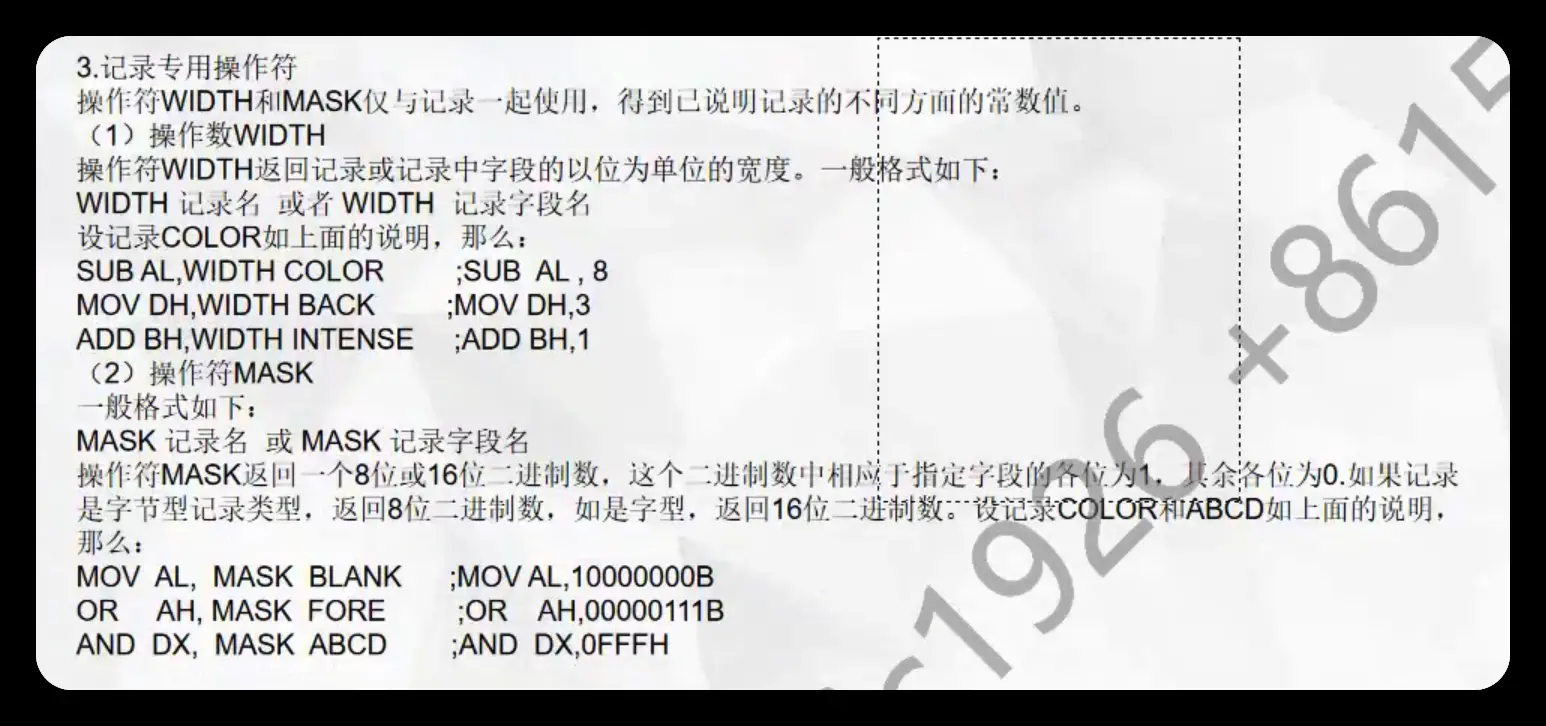 3.记录专用操作符
操作符WIDTH和MASK仅与记录一起使用，得到已说明记录的不同方面的常数值。
（1）操作数WIDTH
操作符WIDTH返回记录或记录中字段的以位为单位的宽度。一般格式如下：
WIDTH 记录名 或者 WIDTH 记录字段名
设记录COLOR如上面的说明，那么：
SUB AL,WIDTH COLOR ;SUB AL , 8
MOV DH,WIDTH BACK ;MOV DH,3
ADD BH,WIDTH INTENSE ;ADD BH,1
（2）操作符MASK
一般格式如下：
MASK 记录名 或 MASK 记录字段名
操作符MASK返回一个8位或16位二进制数，这个二进制数中相应于指定字段的各位为1，其余各位为0.如果记录
是字节型记录类型，返回8位二进制数，如是字型，返回16位二进制数。设记录COLOR和ABCD如上面的说明，
那么：
MOV AL, MASK BLANK ;MOV AL,10000000B
OR AH, MASK FORE ;OR AH,00000111B
AND DX, MASK ABCD ;AND DX,0FFFH
1926 +8615